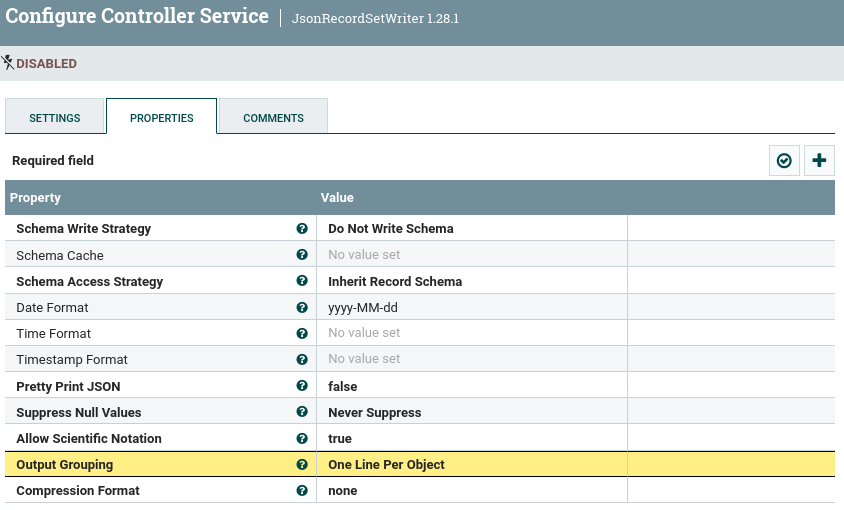 Configure Controller Service | JsonRecordSetWriter 1.28.1
DISABLED
SETTINGS PROPERTIES COMMENTS
Required field
Property Value
Schema Write Strategy Do Not Write Schema
Schema Cache No value set
Schema Access Strategy Inherit Record Schema
Date Format yyyy-MM-dd
Time Format No value set
Timestamp Format No value set
Pretty Print JSON false
Suppress Null Values Never Suppress
Allow Scientific Notation true
Output Grouping One Line Per Object
Compression Format none